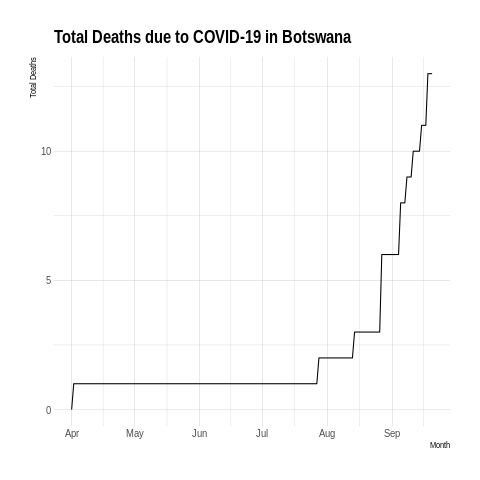 Total Deaths due to COVID-19 in Botswana
Total Deaths
10
5
0
Apr May Jun Jul Aug Sep
Month